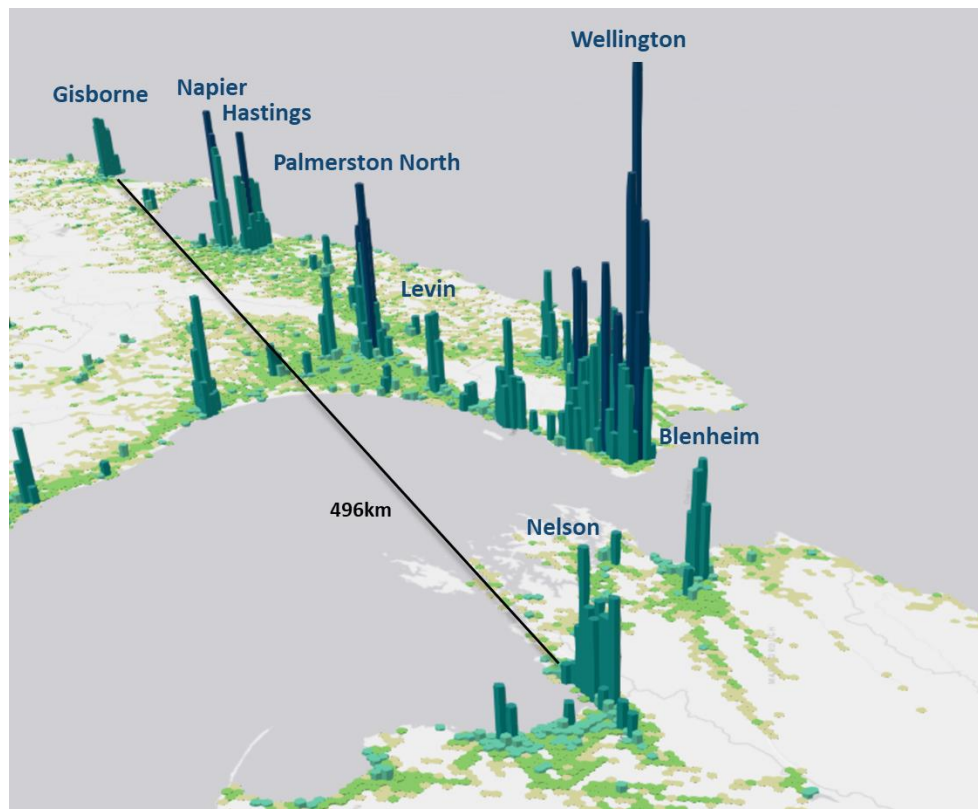 Wellington
Gisborne
Napier
Hastings
Palmerston North
Levin
Blenheim
496km
Nelson